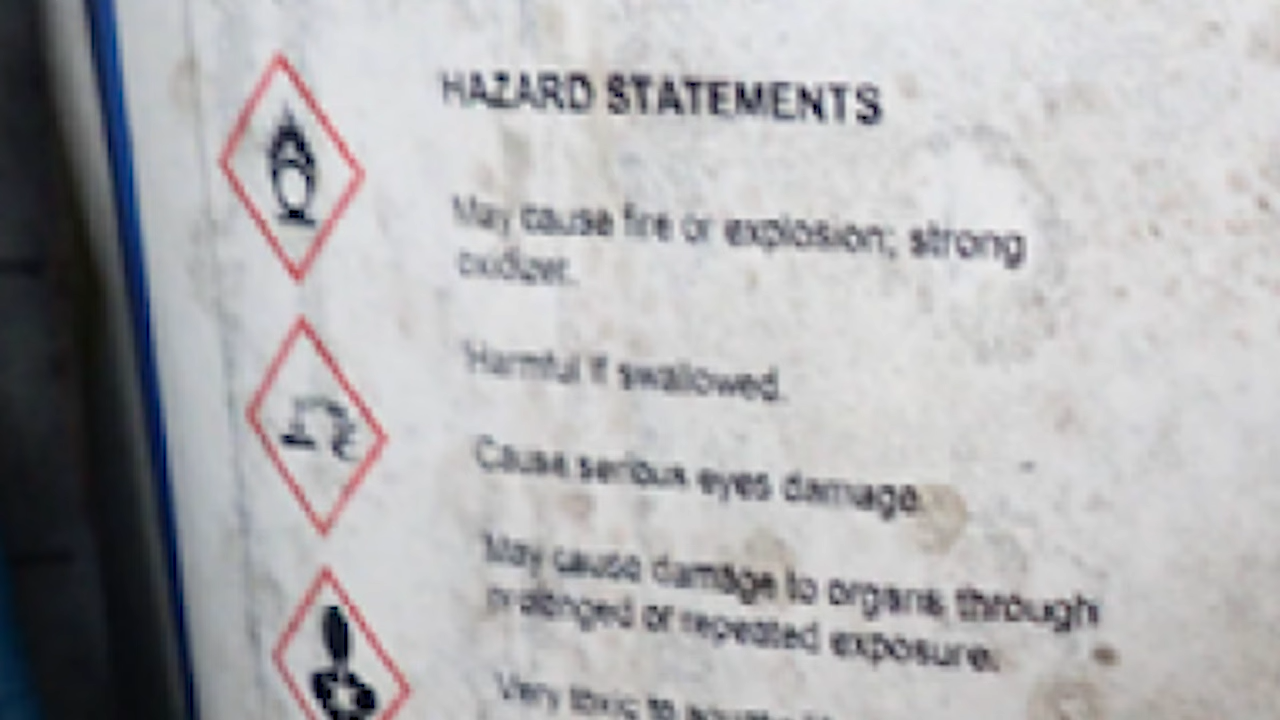 HAZARD STATEMENTS
May cause fire or explosion; strong
oxidizer.
Harmful if swallowed.
Cause serious eyes damage.
May cause damage to organs through
prolonged or repeated exposure.
Very toxic to